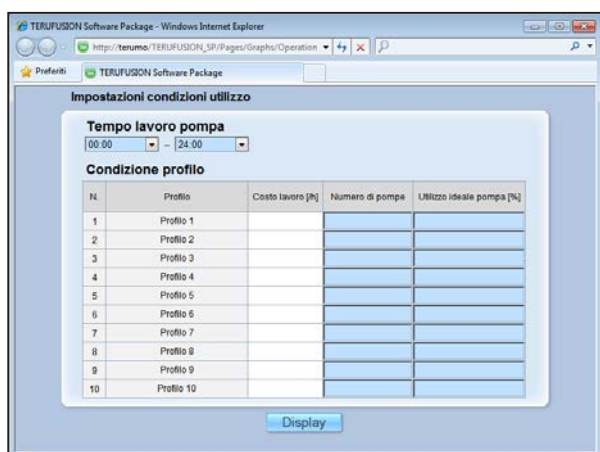 TERUFUSION Software Package - Windows Internet Explorer
http://terumo/TERUFUSION_SP/Pages/Graphs/Operation
Preferiti TERUFUSION Software Package
Impostazioni condizioni utilizzo
Tempo lavoro pompa
00:00 – 24:00
Condizione profilo
N. Profilo Costo lavoro [/h] Numero di pompe Utilizzo ideale pompa [%]
1 Profilo 1
2 Profilo 2
3 Profilo 3
4 Profilo 4
5 Profilo 5
6 Profilo 6
7 Profilo 7
8 Profilo 8
9 Profilo 9
10 Profilo 10
Display